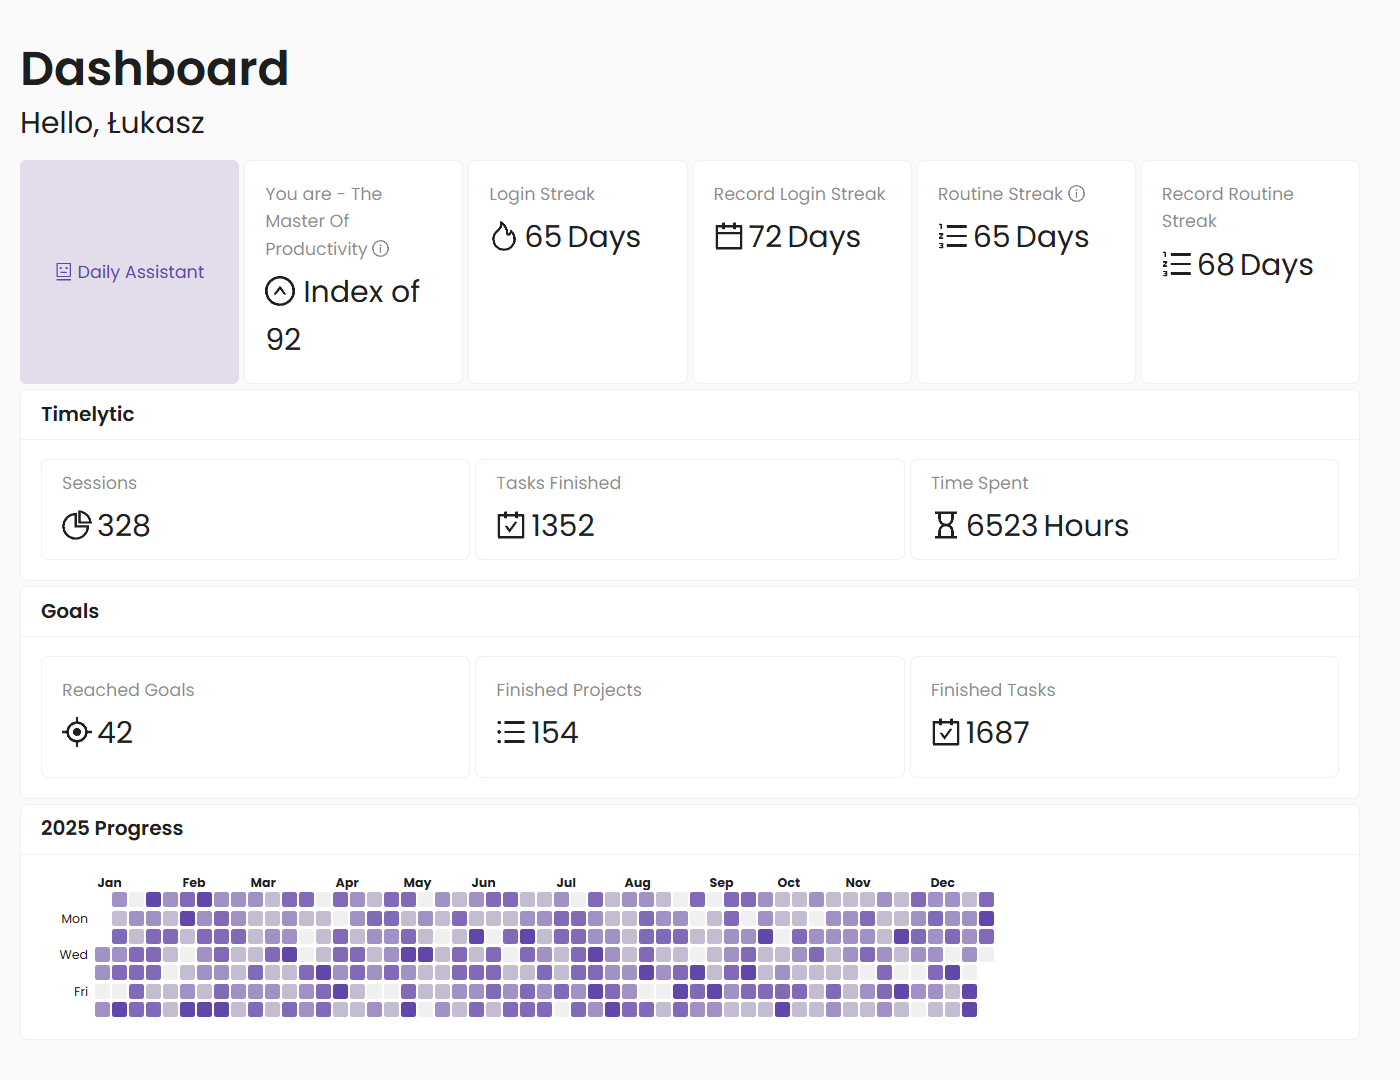 Dashboard
Hello, Łukasz
Daily Assistant
You are - The
Master Of
Productivity
Index of
92
Login Streak
65 Days
Record Login Streak
72 Days
Routine Streak
65 Days
Record Routine
Streak
68 Days
Timelytic
Sessions
328
Tasks Finished
1352
Time Spent
6523 Hours
Goals
Reached Goals
42
Finished Projects
154
Finished Tasks
1687
2025 Progress
Jan Feb Mar Apr May Jun Jul Aug Sep Oct Nov Dec
Mon
Wed
Fri